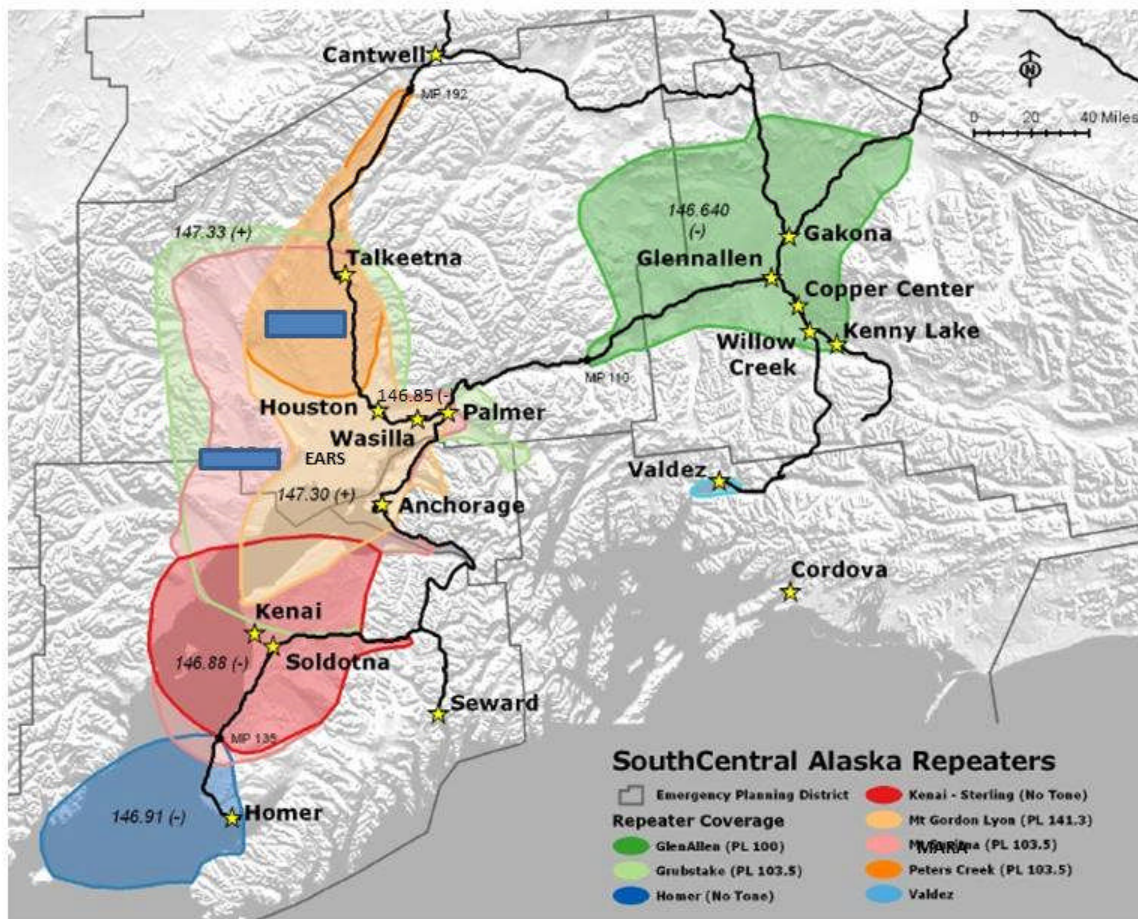 Cantwell
MP 192
N
0 20 40 Miles
146.640
(-)
147.33 (+)
Gakona
Talkeetna
Glennallen
Copper Center
Willow
Creek
Kenny Lake
MP 110
146.85 (-)
Houston
Palmer
Wasilla
EARS
Valdez
147.30 (+)
Anchorage
Cordova
Kenai
Soldotna
146.88 (-)
Seward
MP 135
146.91 (-)
Homer
SouthCentral Alaska Repeaters
Emergency Planning District
Repeater Coverage
GlenAllen (PL 100)
Grubstake (PL 103.5)
Homer (No Tone)
Kenai - Sterling (No Tone)
Mt Gordon Lyon (PL 141.3)
MARA (PL 103.5)
Peters Creek (PL 103.5)
Valdez